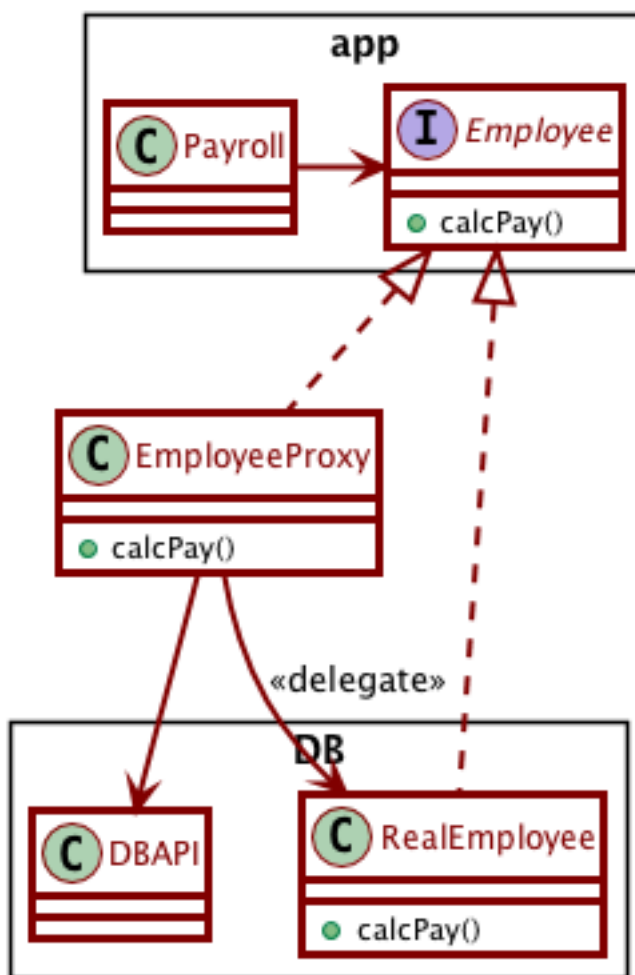 app
C Payroll
I Employee
calcPay()
C EmployeeProxy
calcPay()
«delegate»
DB
C DBAPI
C RealEmployee
calcPay()